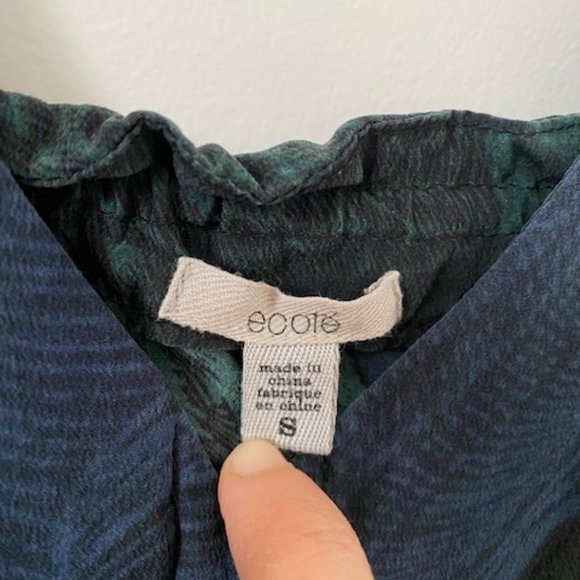 ecoté
made in
china
fabriqué
en chine
S